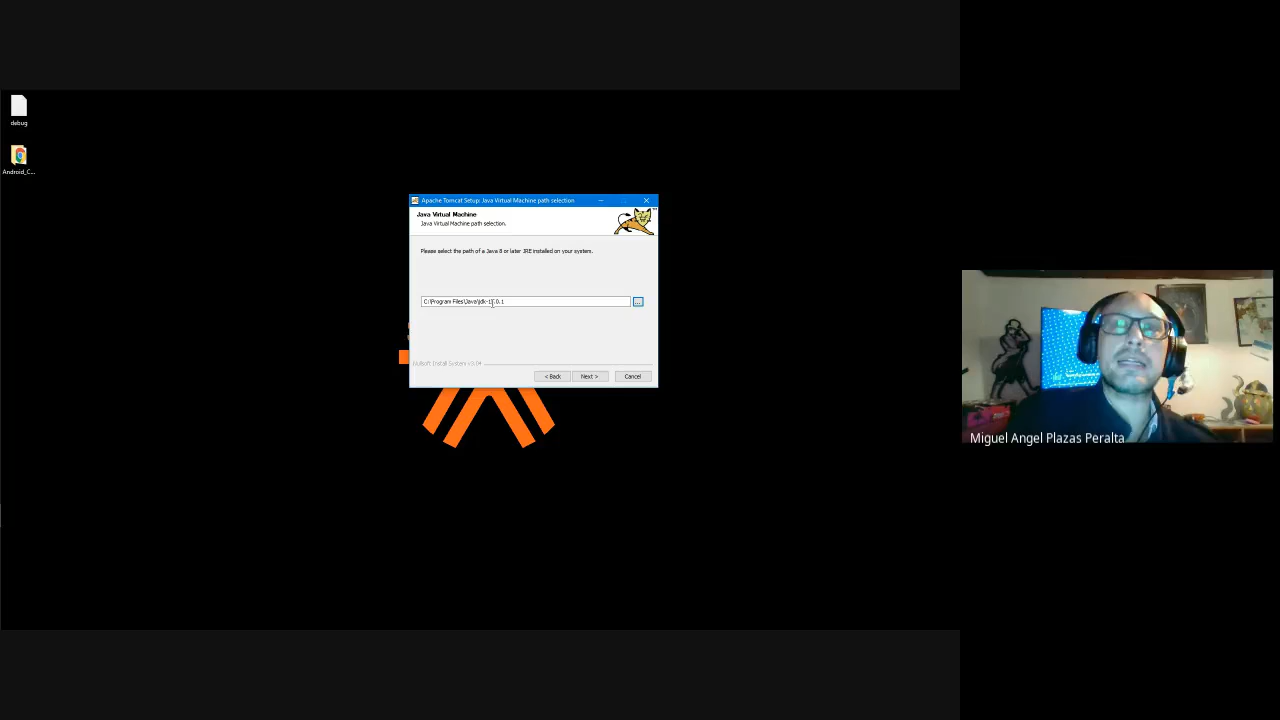 debug
Android_C...
Apache Tomcat Setup: Java Virtual Machine path selection
Java Virtual Machine
Java Virtual Machine path selection.
Please select the path of a Java 8 or later JRE installed on your system.
C:\Program Files\Java\
...
Nullsoft Install System v3.04
< Back
Next >
Cancel
Miguel Angel Plazas Peralta